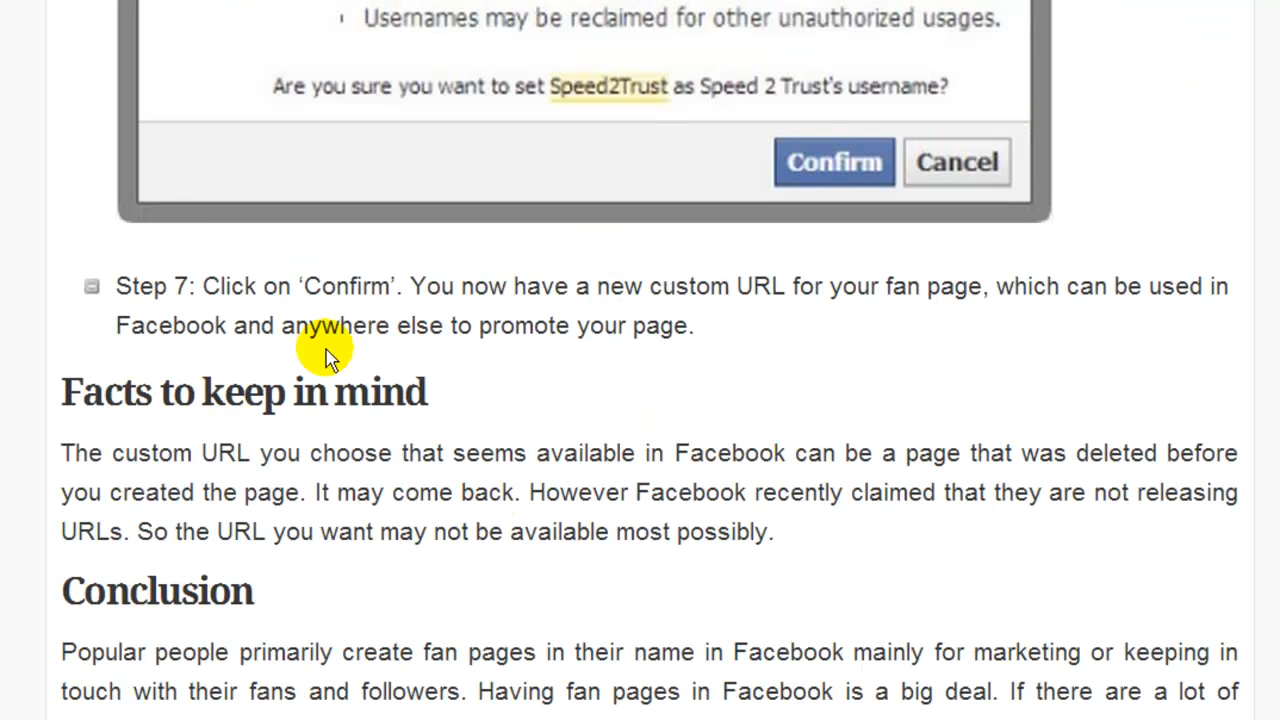 Usernames may be reclaimed for other unauthorized usages.
Are you sure you want to set Speed2Trust as Speed 2 Trust's username?
Confirm Cancel
Step 7: Click on ‘Confirm’. You now have a new custom URL for your fan page, which can be used in
Facebook and anywhere else to promote your page.
Facts to keep in mind
The custom URL you choose that seems available in Facebook can be a page that was deleted before
you created the page. It may come back. However Facebook recently claimed that they are not releasing
URLs. So the URL you want may not be available most possibly.
Conclusion
Popular people primarily create fan pages in their name in Facebook mainly for marketing or keeping in
touch with their fans and followers. Having fan pages in Facebook is a big deal. If there are a lot of